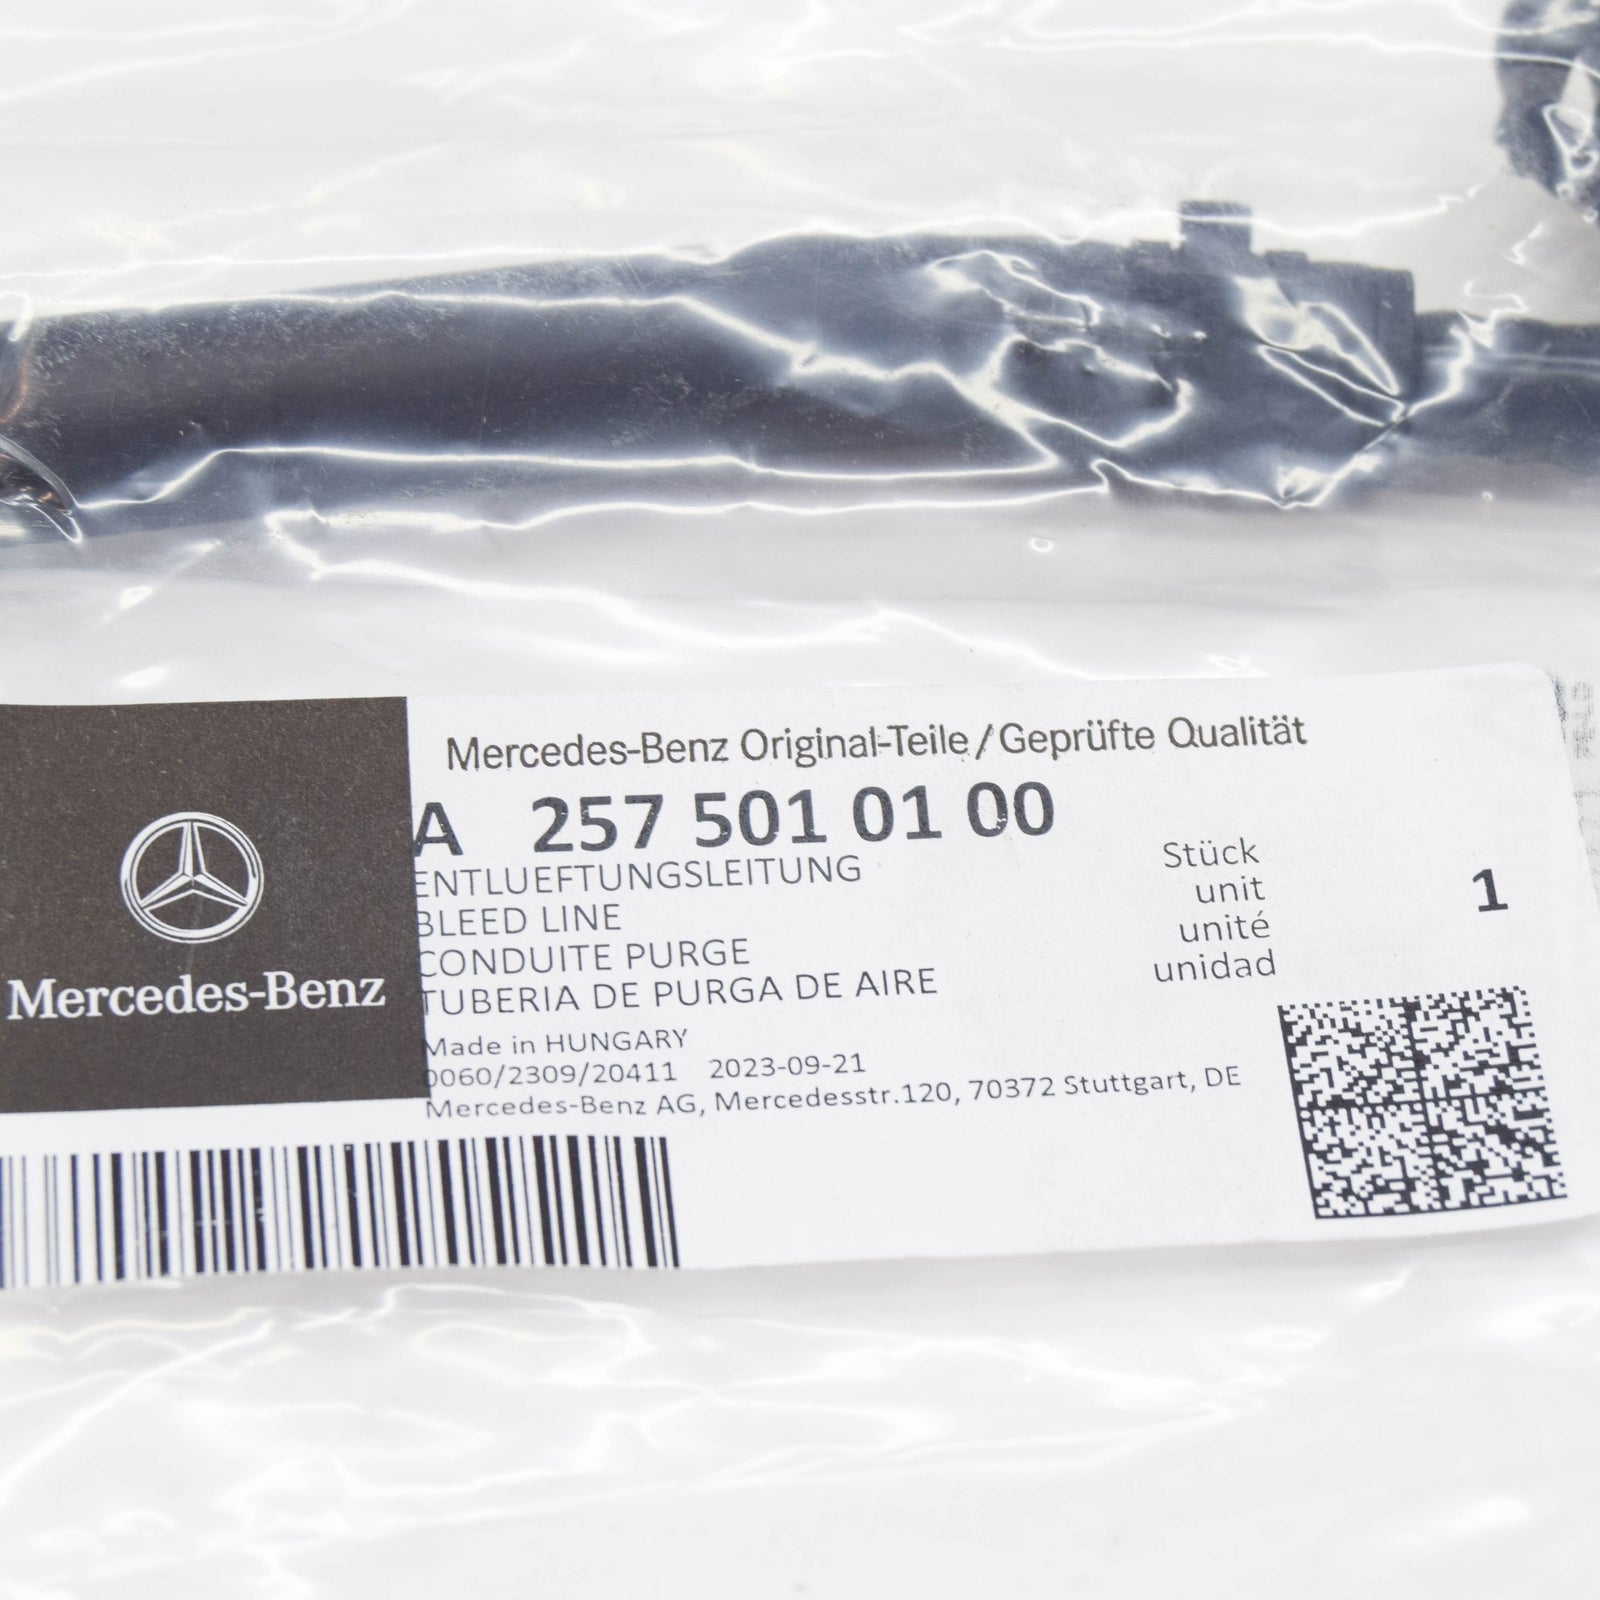 Mercedes-Benz Original-Teile / Geprüfte Qualität
A 257 501 01 00
ENTLUEFTUNGSLEITUNG
BLEED LINE
CONDUITE PURGE
TUBERIA DE PURGA DE AIRE
Stück
unit
unité
unidad
1
Mercedes-Benz
Made in HUNGARY
0060/2309/20411 2023-09-21
Mercedes-Benz AG, Mercedesstr.120, 70372 Stuttgart, DE